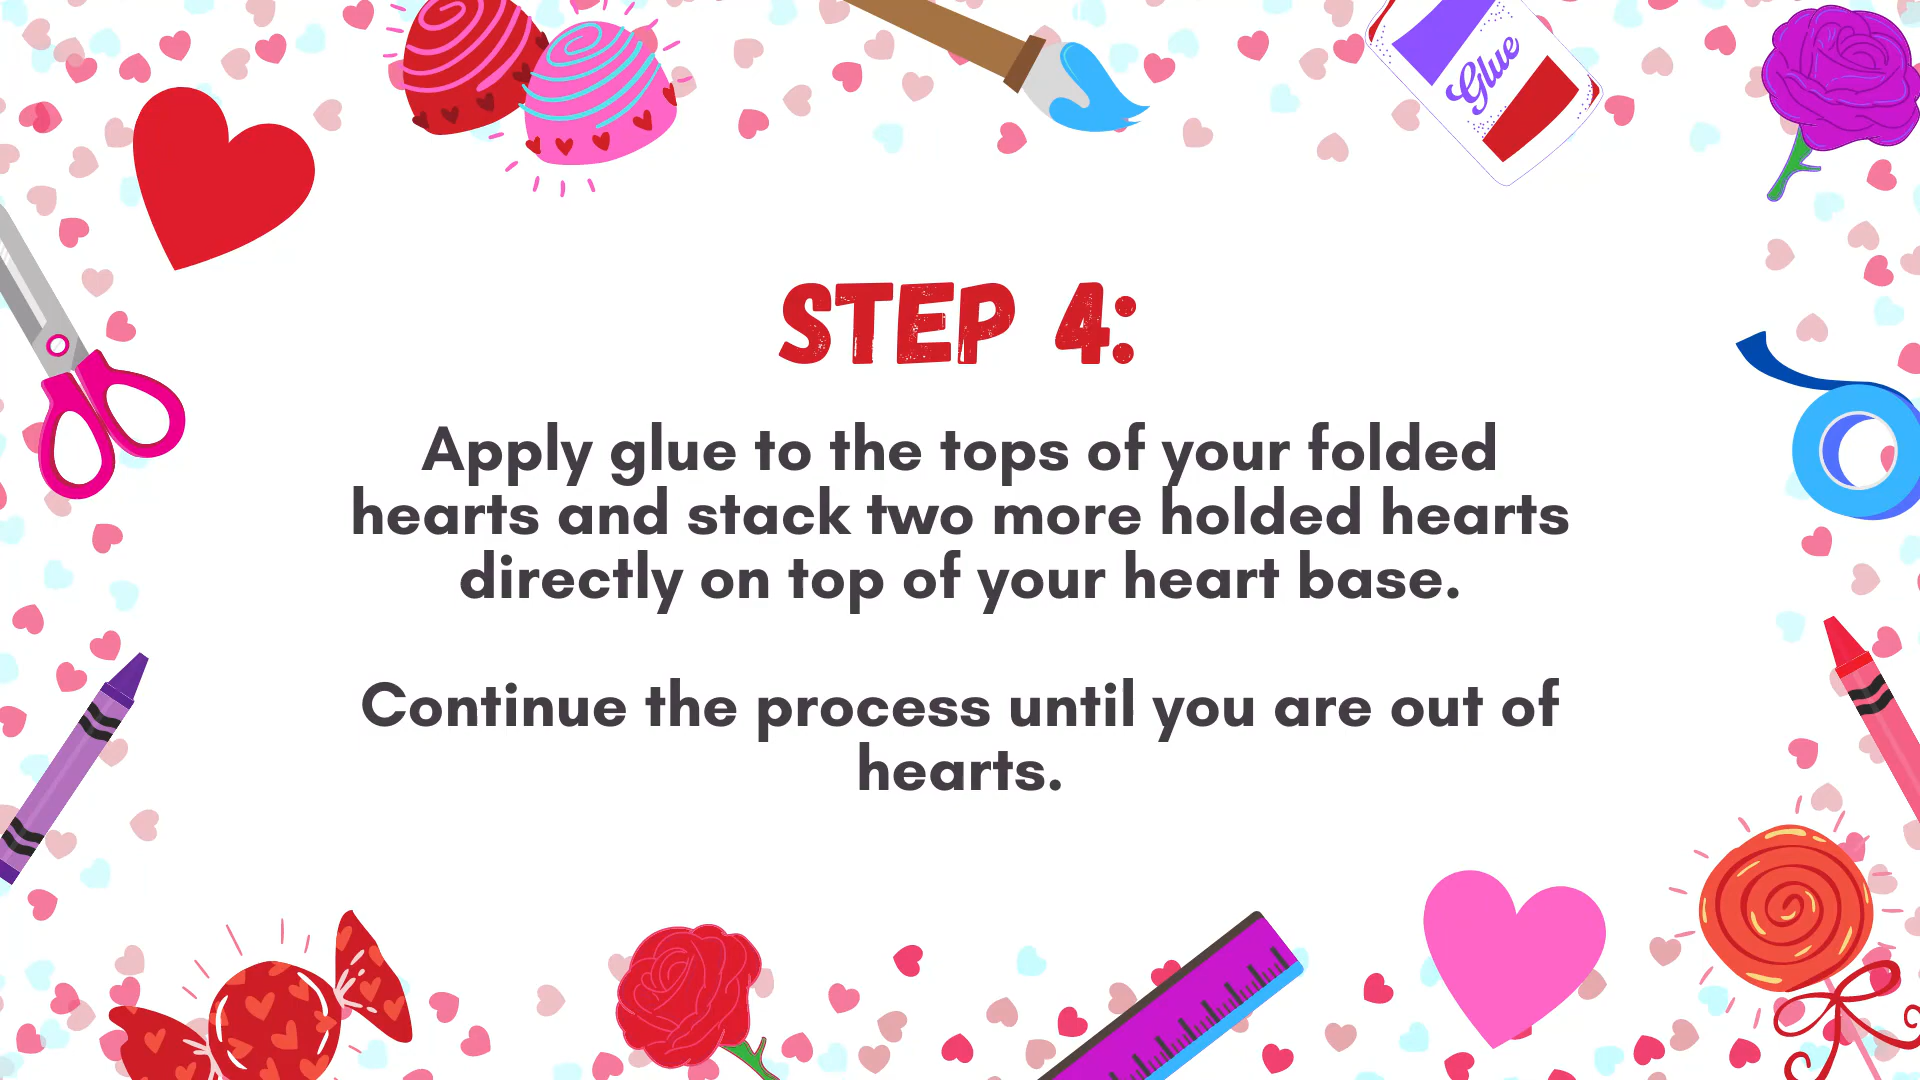 Glue
STEP 4:
Apply glue to the tops of your folded
hearts and stack two more holded hearts
directly on top of your heart base.
Continue the process until you are out of
hearts.